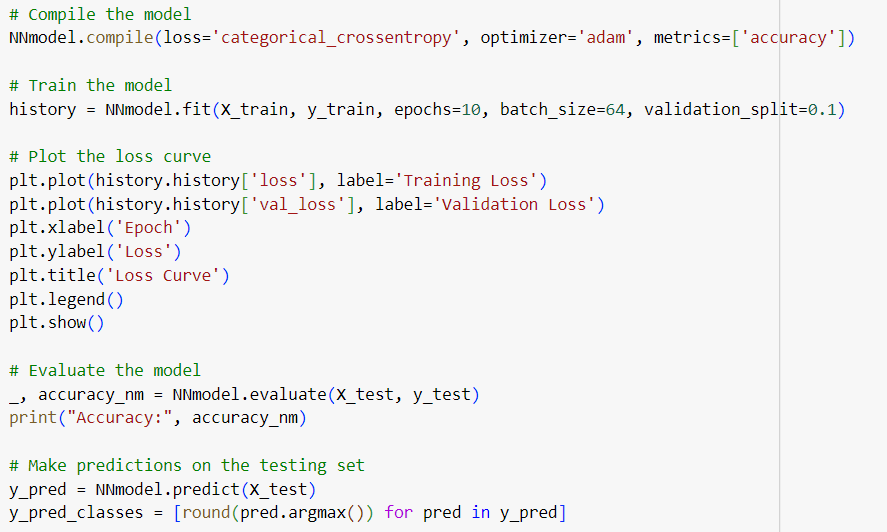 # Compile the model
NNmodel.compile(loss='categorical_crossentropy', optimizer='adam', metrics=['accuracy'])
# Train the model
history = NNmodel.fit(X_train, y_train, epochs=10, batch_size=64, validation_split=0.1)
# Plot the loss curve
plt.plot(history.history['loss'], label='Training Loss')
plt.plot(history.history['val_loss'], label='Validation Loss')
plt.xlabel('Epoch')
plt.ylabel('Loss')
plt.title('Loss Curve')
plt.legend()
plt.show()
# Evaluate the model
_, accuracy_nm = NNmodel.evaluate(X_test, y_test)
print("Accuracy:", accuracy_nm)
# Make predictions on the testing set
y_pred = NNmodel.predict(X_test)
y_pred_classes = [round(pred.argmax()) for pred in y_pred]